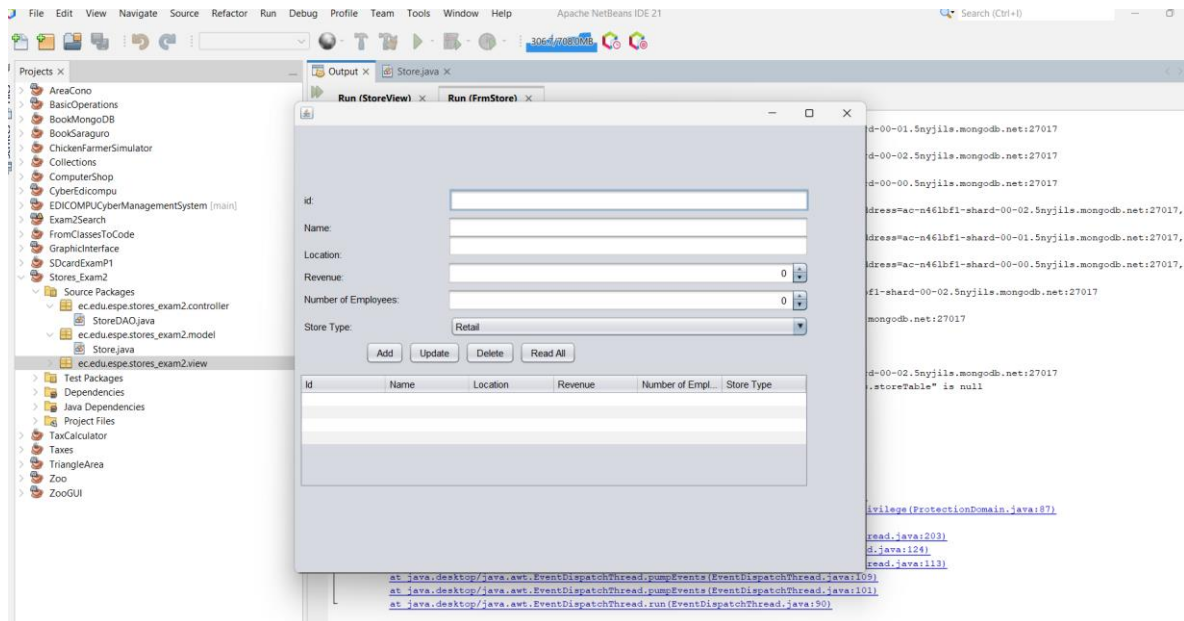 File Edit View Navigate Source Refactor Run Debug Profile Team Tools Window Help Apache NetBeans IDE 21 Search (Ctrl+I)
Projects
Output Store.java
Run (StoreView) Run (FrmStore)
AreaCono
BasicOperations
BookMongoDB
BookSaraguro
ChickenFarmerSimulator
Collections
ComputerShop
CyberEdicompu
EDICOMPUCyberManagementSystem [main]
Exam2Search
FromClassesToCode
GraphicInterface
SDcardExamP1
Stores_Exam2
Source Packages
ec.edu.espe.stores_exam2.controller
StoreDAO.java
ec.edu.espe.stores_exam2.model
Store.java
ec.edu.espe.stores_exam2.view
Test Packages
Dependencies
Java Dependencies
Project Files
TaxCalculator
Taxes
TriangleArea
Zoo
ZooGUI
id:
Name:
Location:
Revenue: 0
Number of Employees: 0
Store Type: Retail
Add Update Delete Read All
Id Name Location Revenue Number of Empl... Store Type
d-00-01.5nyjils.mongodb.net:27017
d-00-02.5nyjils.mongodb.net:27017
d-00-00.5nyjils.mongodb.net:27017
ddress=ac-n461bf1-shard-00-02.5nyjils.mongodb.net:27017,
ddress=ac-n461bf1-shard-00-01.5nyjils.mongodb.net:27017,
ddress=ac-n461bf1-shard-00-00.5nyjils.mongodb.net:27017,
f1-shard-00-02.5nyjils.mongodb.net:27017
mongodb.net:27017
d-00-02.5nyjils.mongodb.net:27017
.storeTable" is null
ivilege(ProtectionDomain.java:87)
read.java:203)
d.java:124)
read.java:113)
at java.desktop/java.awt.EventDispatchThread.pumpEvents(EventDispatchThread.java:109)
at java.desktop/java.awt.EventDispatchThread.pumpEvents(EventDispatchThread.java:101)
at java.desktop/java.awt.EventDispatchThread.run(EventDispatchThread.java:90)